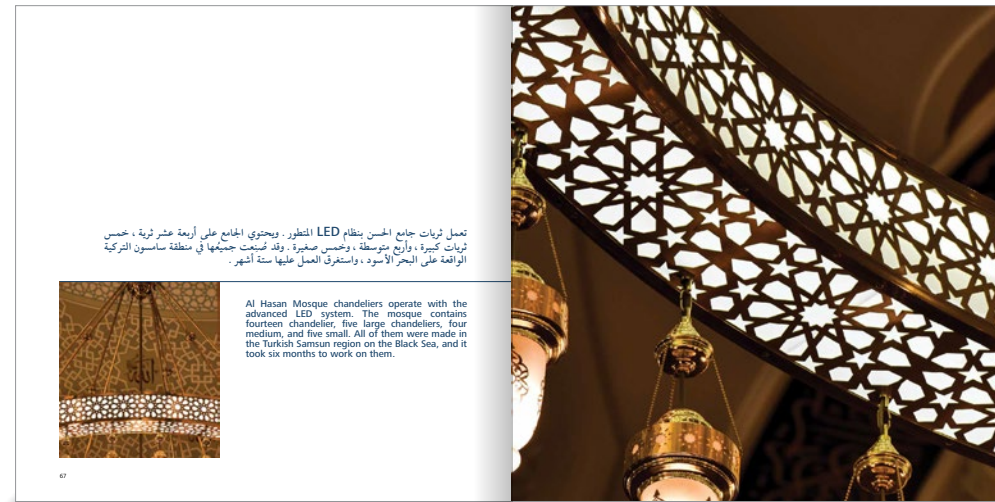 تعمل ثريات جامع الحسن بنظام LED المتطور . ويحتوي الجامع على أربعة عشر ثرية ، خمس
ثريات كبيرة ، وأربع متوسطة ، وخمس صغيرة . وقد صُنِعت جميعُها في منطقة سامسون التركية
الواقعة على البحر الأسود ، واستغرق العمل عليها ستة أشهر .
Al Hasan Mosque chandeliers operate with the
advanced LED system. The mosque contains
fourteen chandelier, five large chandeliers, four
medium, and five small. All of them were made in
the Turkish Samsun region on the Black Sea, and it
took six months to work on them.
67